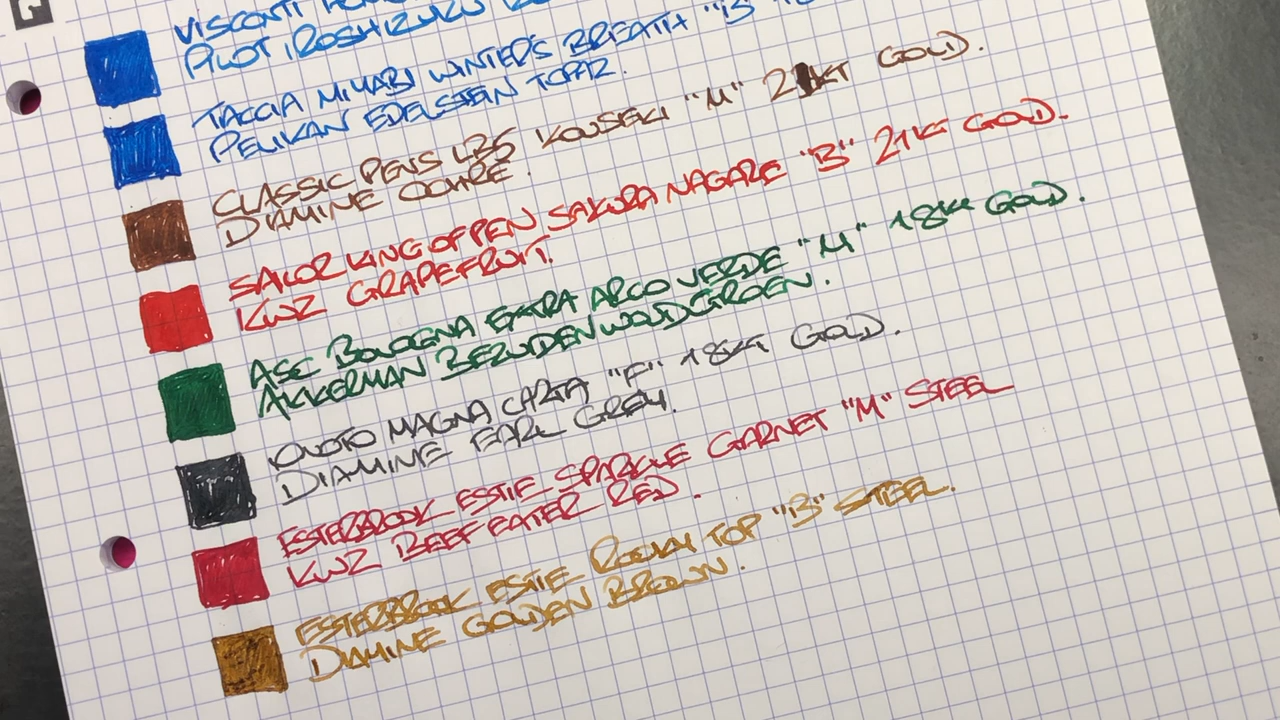 VISCONTI
PILOT IROSHIZUKU
TACCIA MIYABI WINTER'S BREATH "B"
PELIKAN EDELSTEIN TOPAZ.
CLASSIC PENS LB5 KOUSEKI "M" 21KT GOLD.
DIAMINE OCHRE.
SAILOR KING OF PEN SAKURA NAGARE "B" 21KT GOLD.
KWZ GRAPEFRUIT.
ASC BOLOGNA EXTRA ARCO VERDE "M" 18KT GOLD.
AKKERMAN BEZUIDENWOUDGROEN.
ONOTO MAGNA CARTA "F" 18KT GOLD.
DIAMINE EARL GREY.
ESTERBROOK ESTIE SPARKLE GARNET "M" STEEL
KWZ BEEFEATER RED.
ESTERBROOK ESTIE ROCKY TOP "B" STEEL.
DIAMINE GOLDEN BROWN.